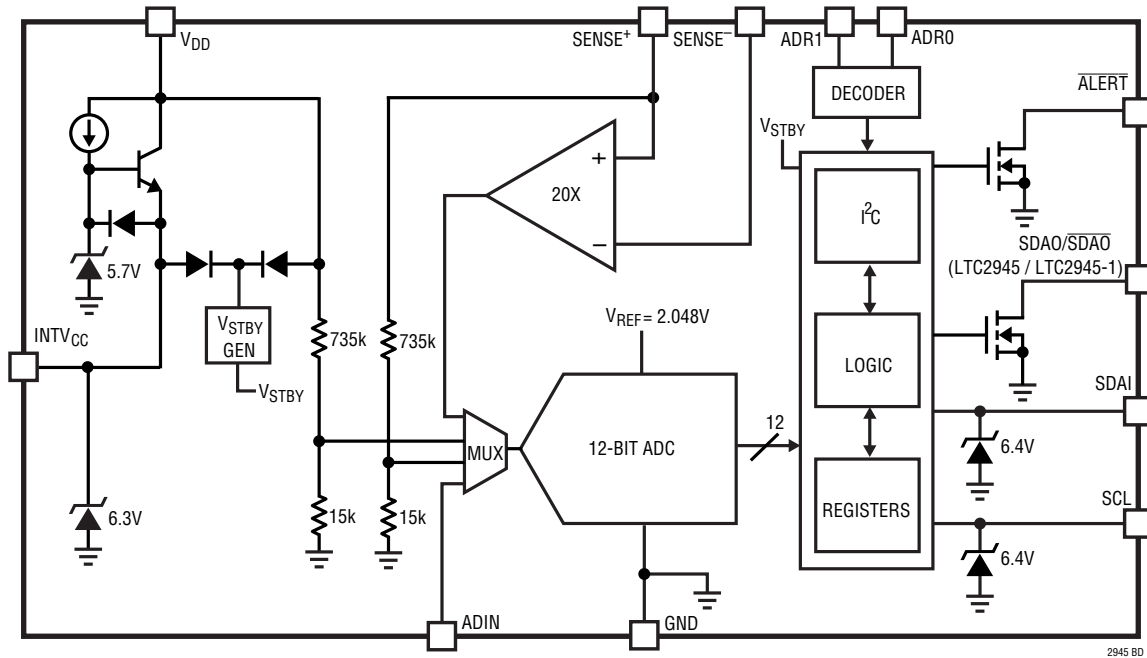 VDD
SENSE+
SENSE−
ADR1
ADR0
DECODER
ALERT
VSTBY
+
20X
−
I2C
SDAO/SDAO
(LTC2945 / LTC2945-1)
5.7V
VSTBY
GEN
VSTBY
INTVCC
735k
735k
VREF = 2.048V
LOGIC
SDAI
MUX
12-BIT ADC
12
6.4V
REGISTERS
SCL
6.3V
15k
15k
6.4V
ADIN
GND
2945 BD